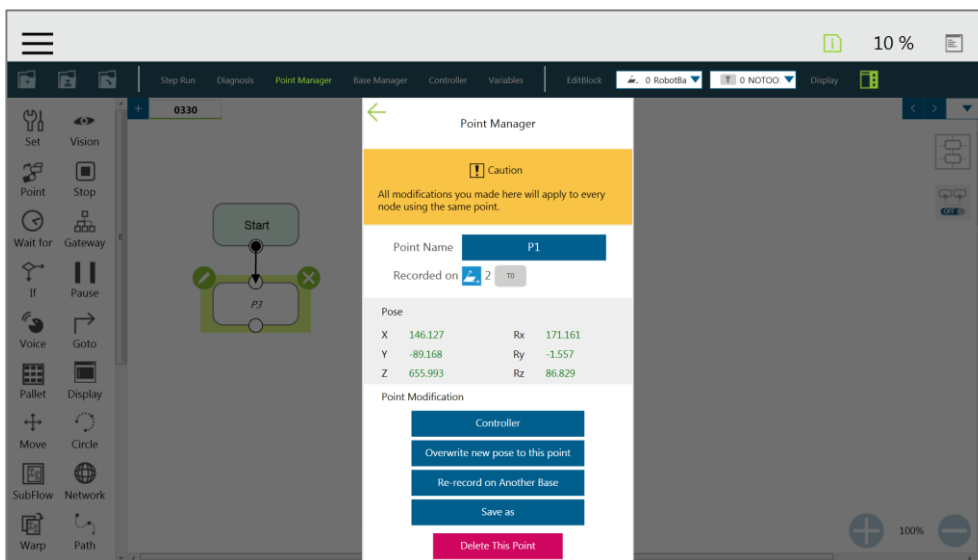 10 %
Step Run
Diagnosis
Point Manager
Base Manager
Controller
Variables
EditBlock
0 RobotBa
T 0 NOTOO
Display
+ 0330
Set
Vision
Point
Stop
Wait for
Gateway
If
Pause
Voice
Goto
Pallet
Display
Move
Circle
SubFlow
Network
Warp
Path
Start
P3
Point Manager
Caution
All modifications you made here will apply to every
node using the same point.
Point Name P1
Recorded on 2 T0
Pose
X 146.127 Rx 171.161
Y -89.168 Ry -1.557
Z 655.993 Rz 86.829
Point Modification
Controller
Overwrite new pose to this point
Re-record on Another Base
Save as
Delete This Point
OFF
100%